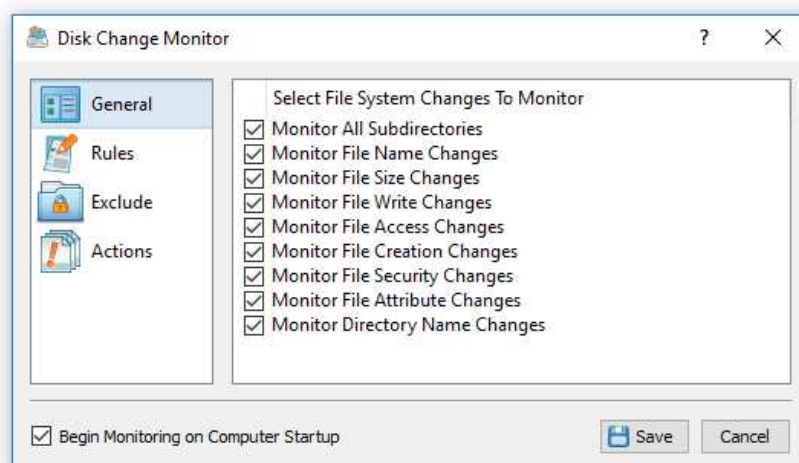 Disk Change Monitor
?
General
Rules
Exclude
Actions
Select File System Changes To Monitor
Monitor All Subdirectories
Monitor File Name Changes
Monitor File Size Changes
Monitor File Write Changes
Monitor File Access Changes
Monitor File Creation Changes
Monitor File Security Changes
Monitor File Attribute Changes
Monitor Directory Name Changes
Begin Monitoring on Computer Startup
Save
Cancel